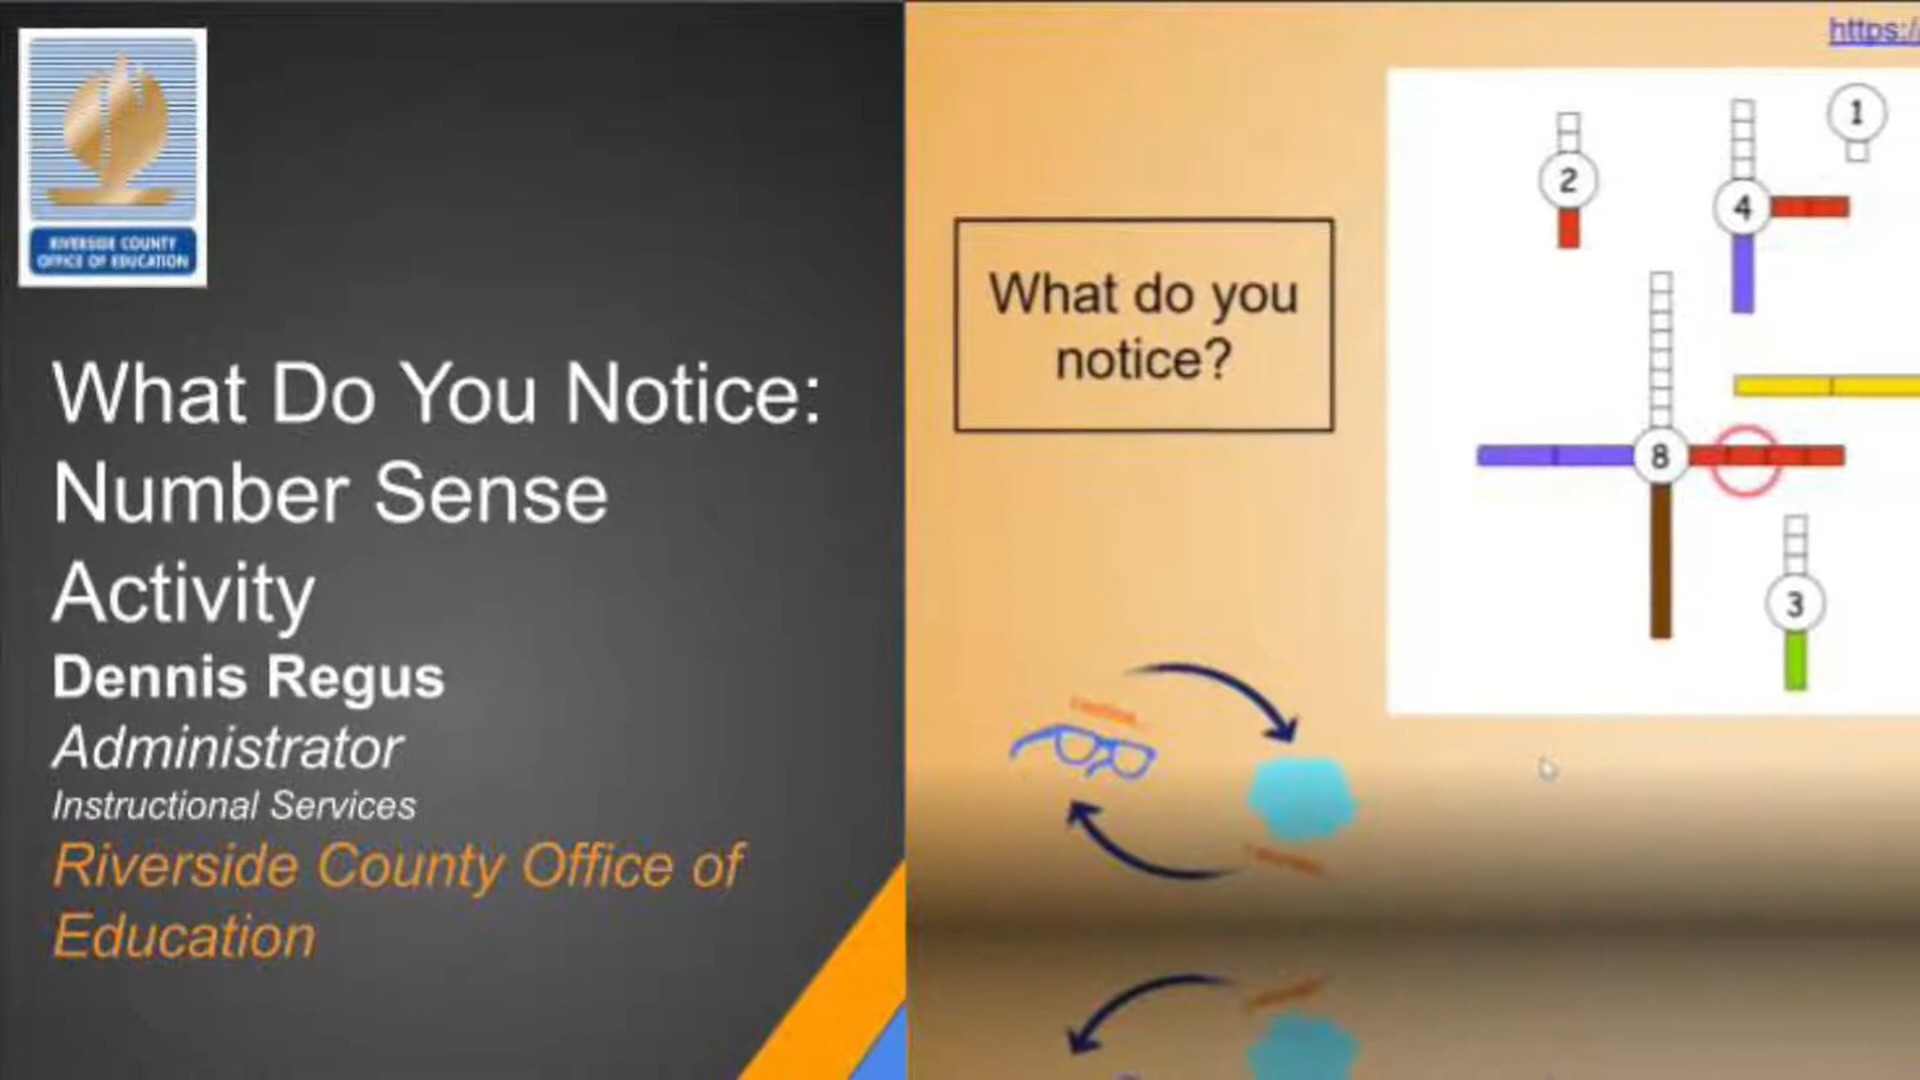 RIVERSIDE COUNTY
OFFICE OF EDUCATION
What Do You Notice:
Number Sense
Activity
Dennis Regus
Administrator
Instructional Services
Riverside County Office of
Education
https:/
What do you
notice?
1
2
4
8
3